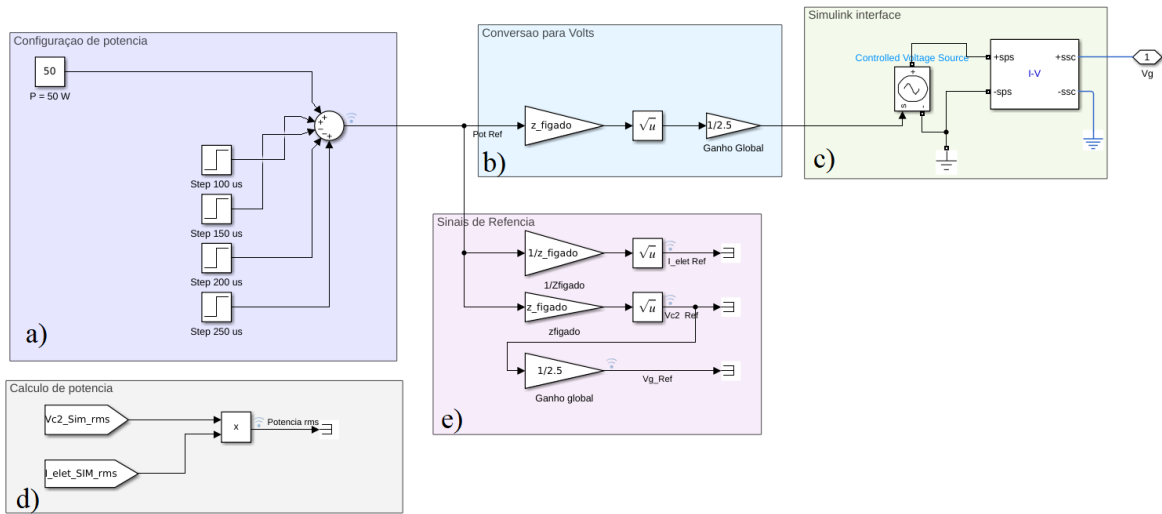 Configuraçao de potencia
50
P = 50 W
Step 100 us
Step 150 us
Step 200 us
Step 250 us
a)
Conversao para Volts
Pot Ref
z_figado
√u
1/2.5
Ganho Global
b)
Simulink interface
Controlled Voltage Source
+
s
-
+sps
-sps
I-V
+ssc
-ssc
1
Vg
c)
Sinais de Refencia
1/z_figado
√u
I_elet Ref
1/Zfigado
z_figado
√u
Vc2 Ref
zfigado
1/2.5
Vg_Ref
Ganho global
e)
Calculo de potencia
Vc2_Sim_rms
x
Potencia rms
I_elet_SIM_rms
d)